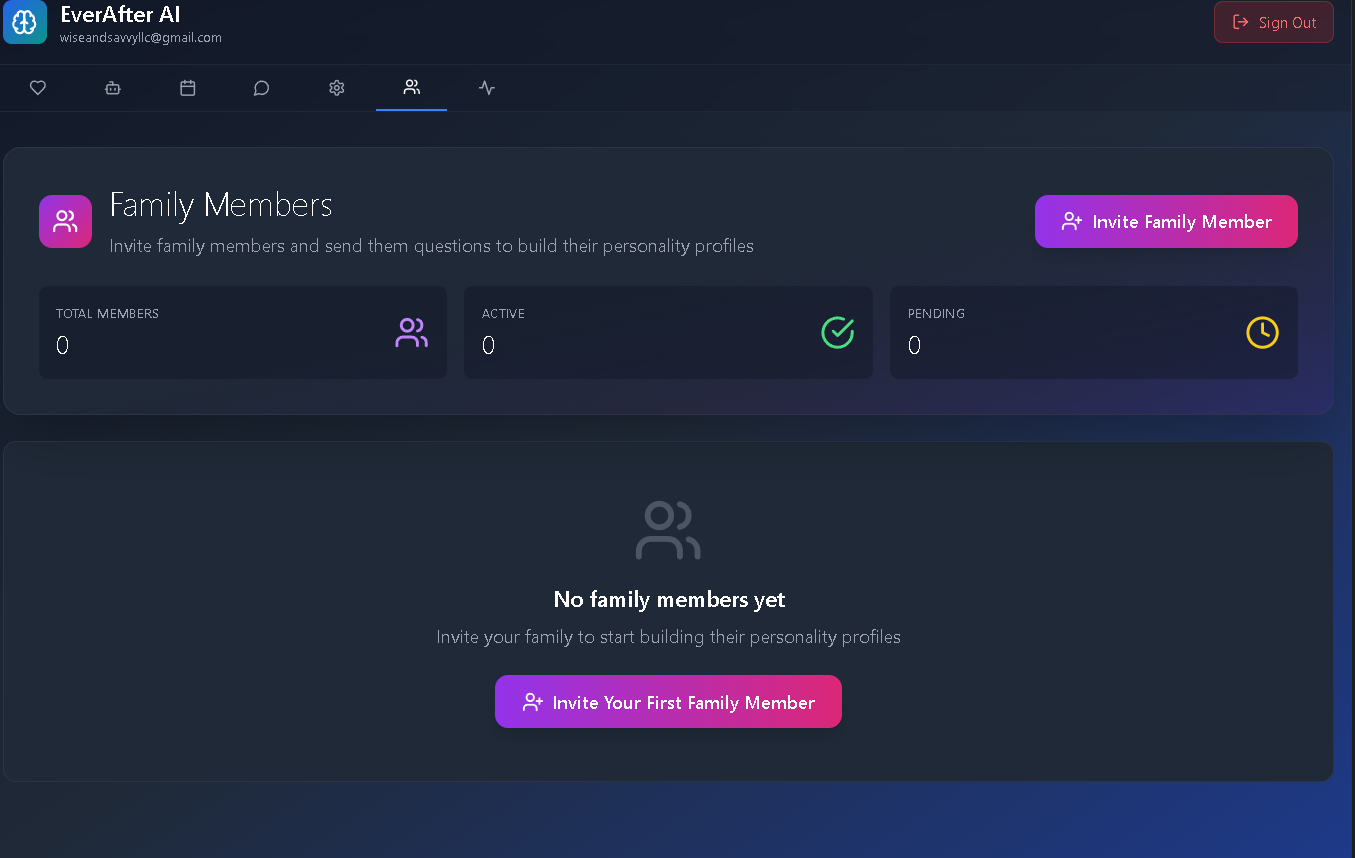 EverAfter AI
wiseandsavvyllc@gmail.com
Sign Out
Family Members
Invite family members and send them questions to build their personality profiles
Invite Family Member
TOTAL MEMBERS
0
ACTIVE
0
PENDING
0
No family members yet
Invite your family to start building their personality profiles
Invite Your First Family Member